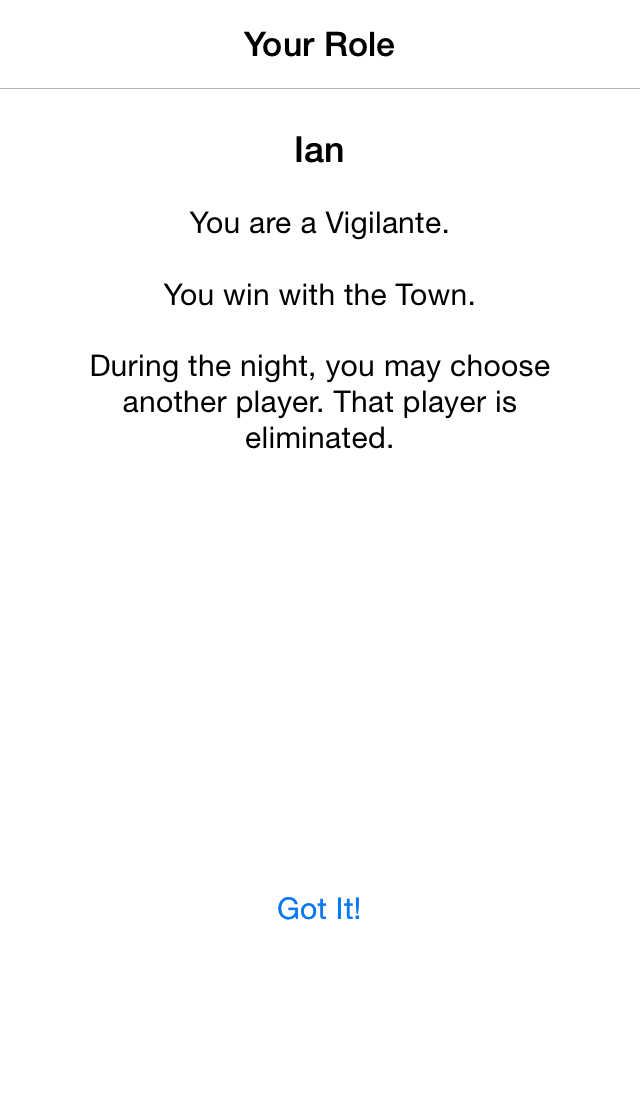 Your Role
Ian
You are a Vigilante.
You win with the Town.
During the night, you may choose
another player. That player is
eliminated.
Got It!